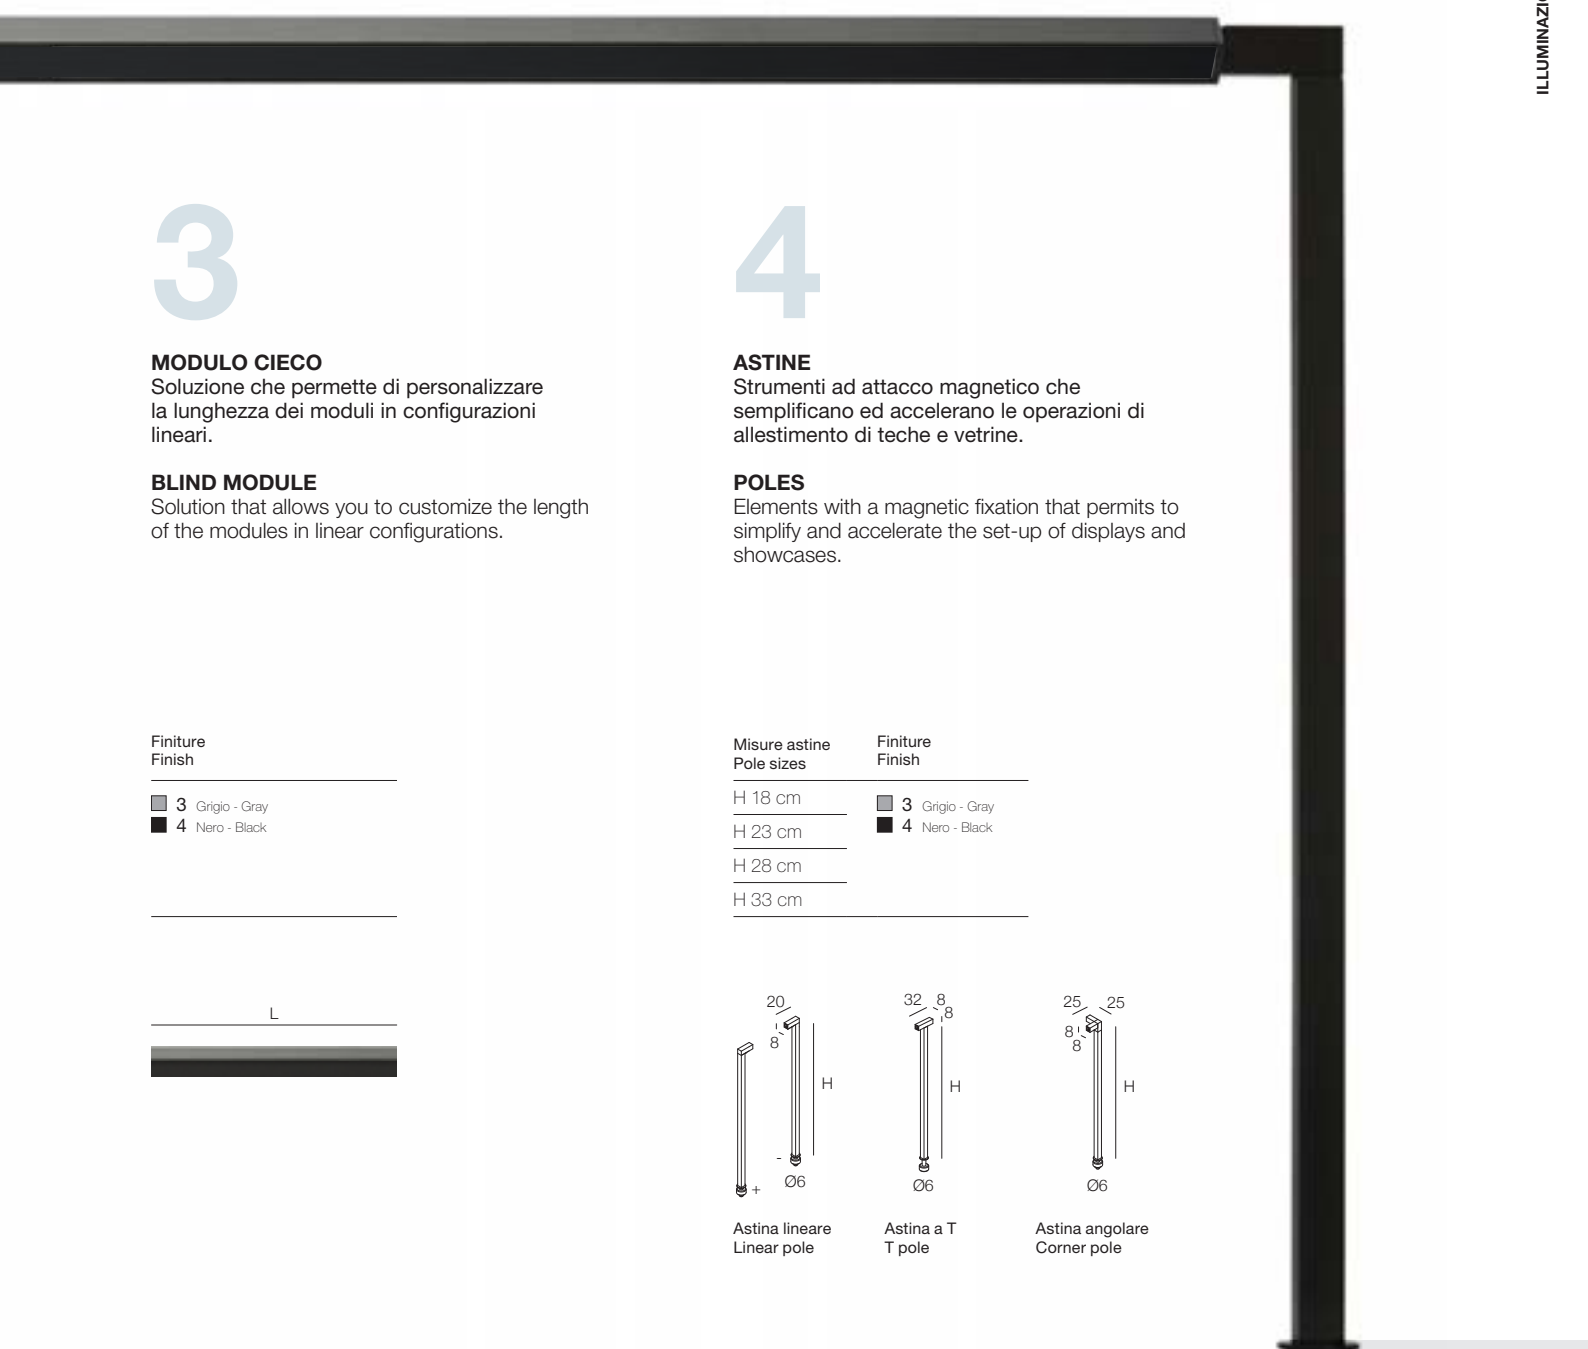 3
MODULO CIECO
Soluzione che permette di personalizzare
la lunghezza dei moduli in configurazioni
lineari.
BLIND MODULE
Solution that allows you to customize the length
of the modules in linear configurations.
Finiture
Finish
3 Grigio - Gray
4 Nero - Black
L
4
ASTINE
Strumenti ad attacco magnetico che
semplificano ed accelerano le operazioni di
allestimento di teche e vetrine.
POLES
Elements with a magnetic fixation that permits to
simplify and accelerate the set-up of displays and
showcases.
Misure astine
Pole sizes
H 18 cm
H 23 cm
H 28 cm
H 33 cm
Finiture
Finish
3 Grigio - Gray
4 Nero - Black
20
8
H
-
+
Ø6
Astina lineare
Linear pole
32 8
8
H
Ø6
Astina a T
T pole
25 25
8
8
H
Ø6
Astina angolare
Corner pole